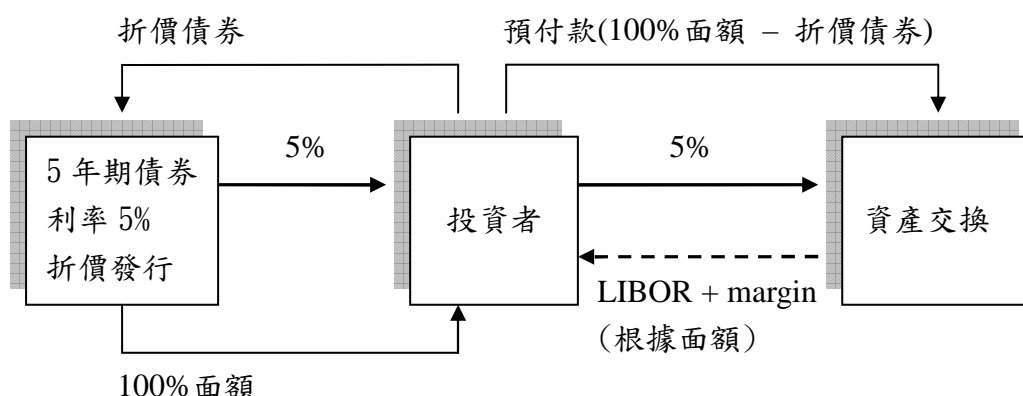 折價債券
預付款(100%面額 – 折價債券)
5 年期債券
利率 5%
折價發行
5%
投資者
5%
資產交換
LIBOR + margin
（根據面額）
100%面額